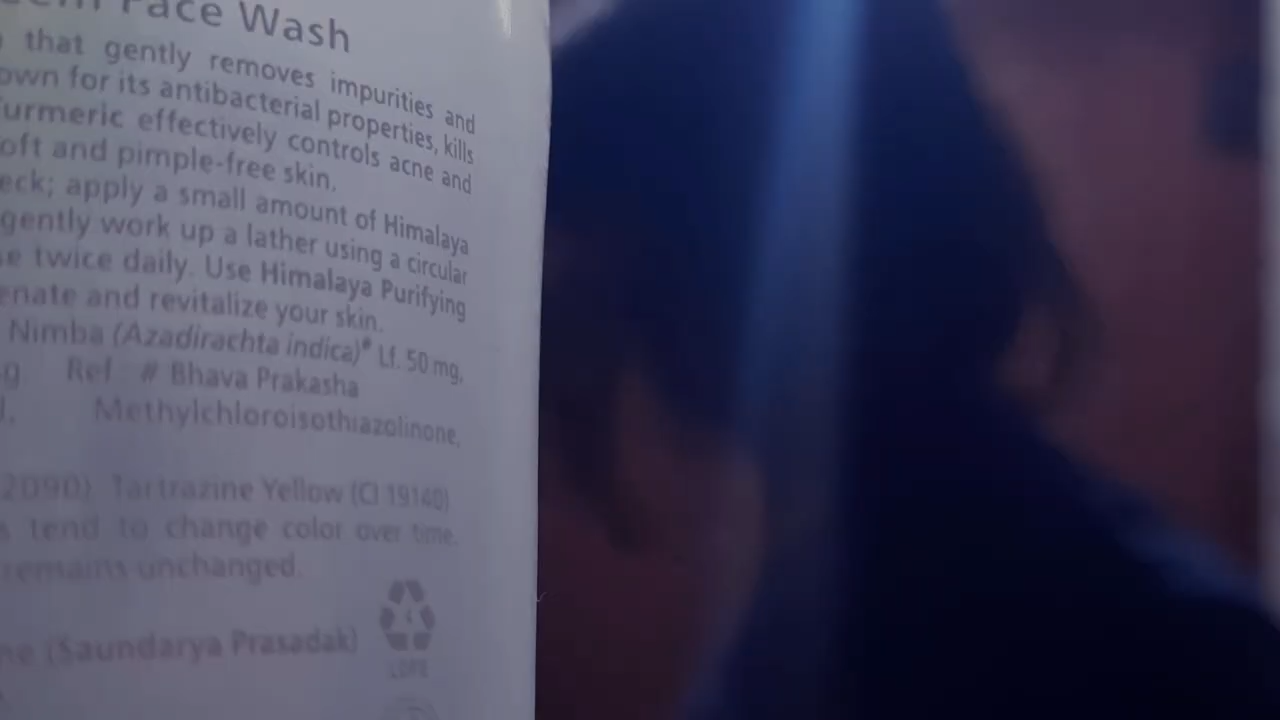 Face Wash
that gently removes impurities and
own for its antibacterial properties, kills
urmeric effectively controls acne and
oft and pimple-free skin.
eck; apply a small amount of Himalaya
gently work up a lather using a circular
se twice daily. Use Himalaya Purifying
enate and revitalize your skin.
Nimba (Azadirachta indica)# Lf. 50 mg,
g Ref : # Bhava Prakasha
l. Methylchloroisothiazolinone,
2090) Tartrazine Yellow (CI 19140)
s tend to change color over time.
remains unchanged.
ne (Saundarya Prasadak)
LDPE